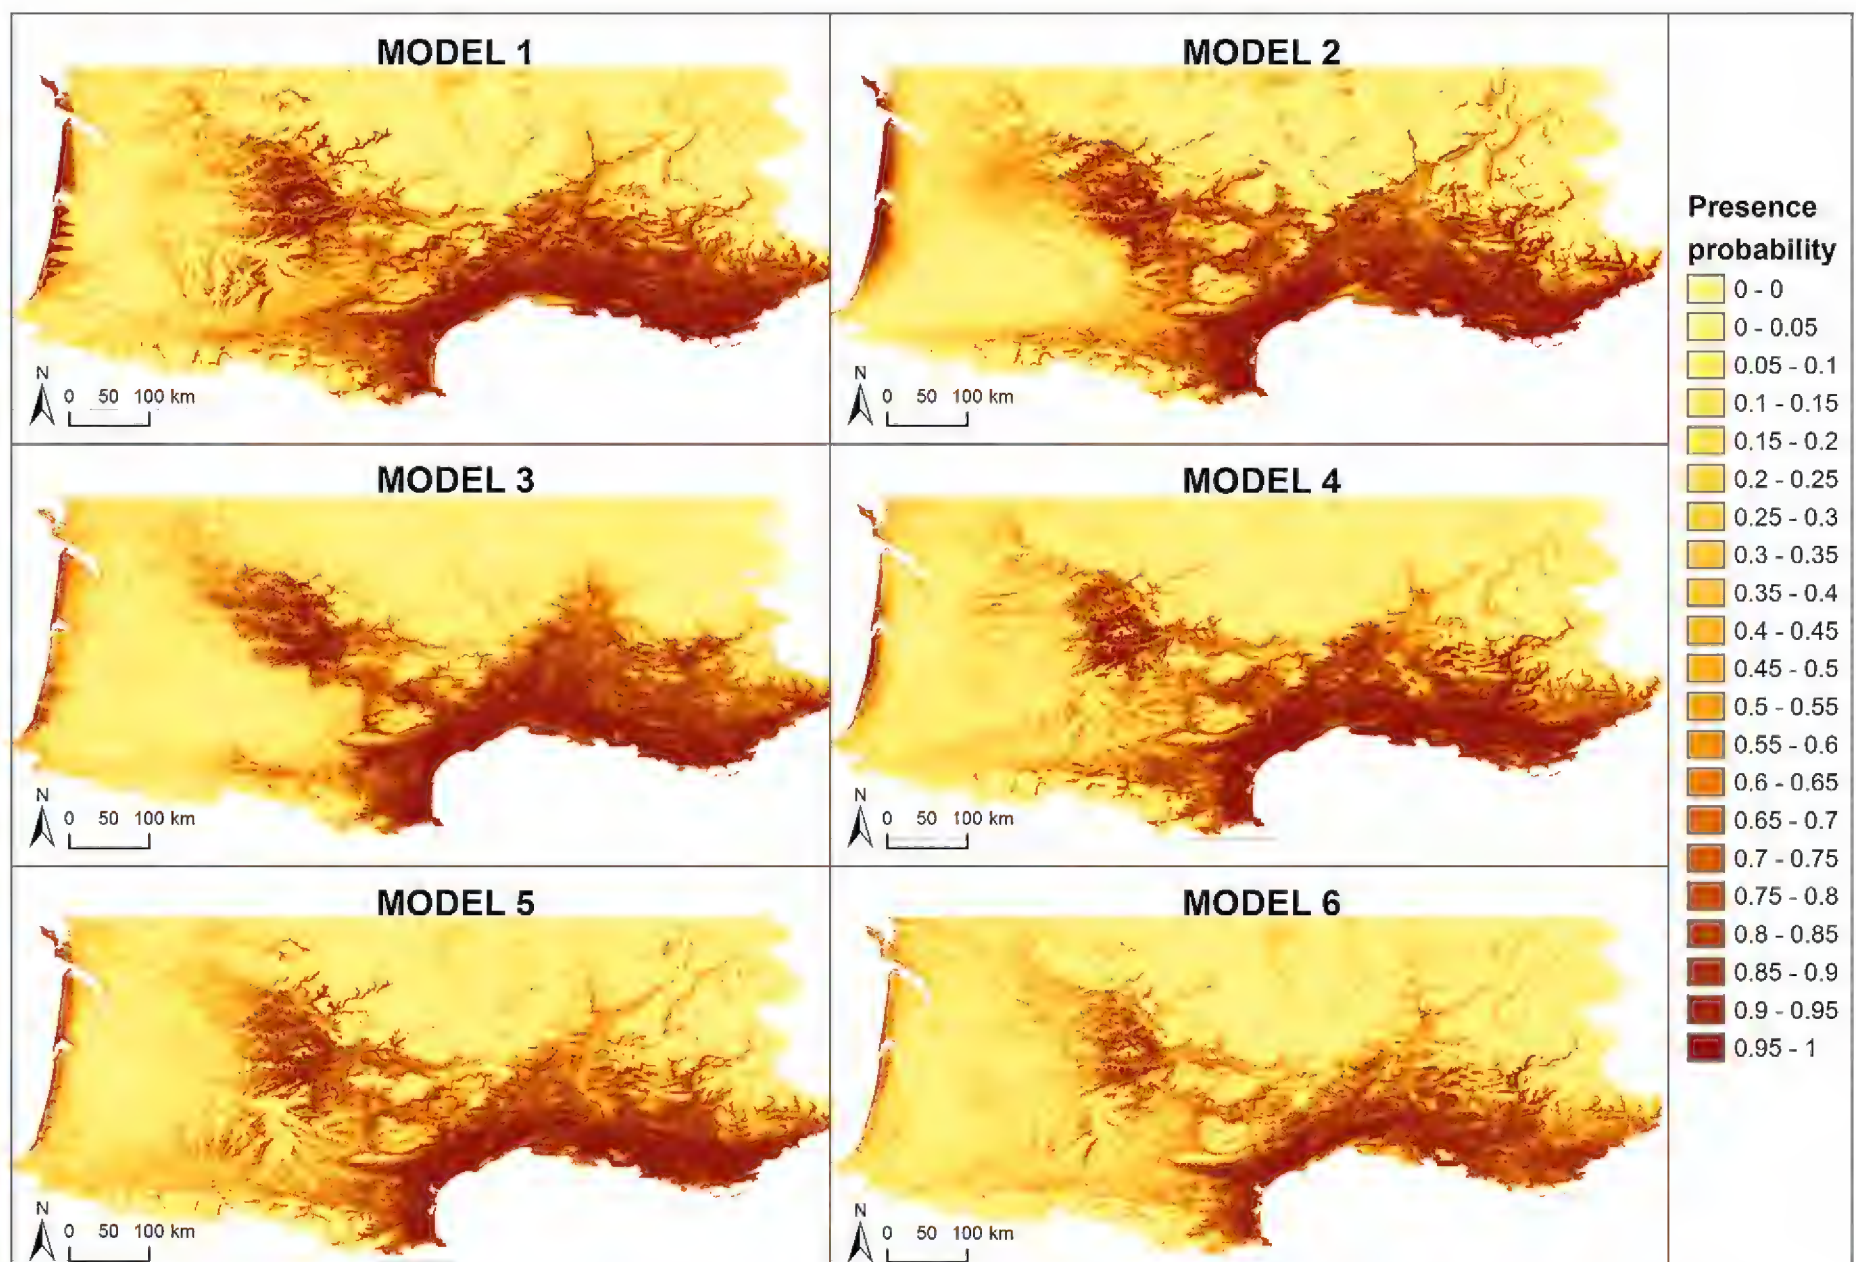 MODEL 1
MODEL 2
N
0 50 100 km
N
0 50 100 km
MODEL 3
MODEL 4
N
0 50 100 km
N
0 50 100 km
MODEL 5
MODEL 6
N
0 50 100 km
N
0 50 100 km
Presence
probability
0 - 0
0 - 0.05
0.05 - 0.1
0.1 - 0.15
0.15 - 0.2
0.2 - 0.25
0.25 - 0.3
0.3 - 0.35
0.35 - 0.4
0.4 - 0.45
0.45 - 0.5
0.5 - 0.55
0.55 - 0.6
0.6 - 0.65
0.65 - 0.7
0.7 - 0.75
0.75 - 0.8
0.8 - 0.85
0.85 - 0.9
0.9 - 0.95
0.95 - 1